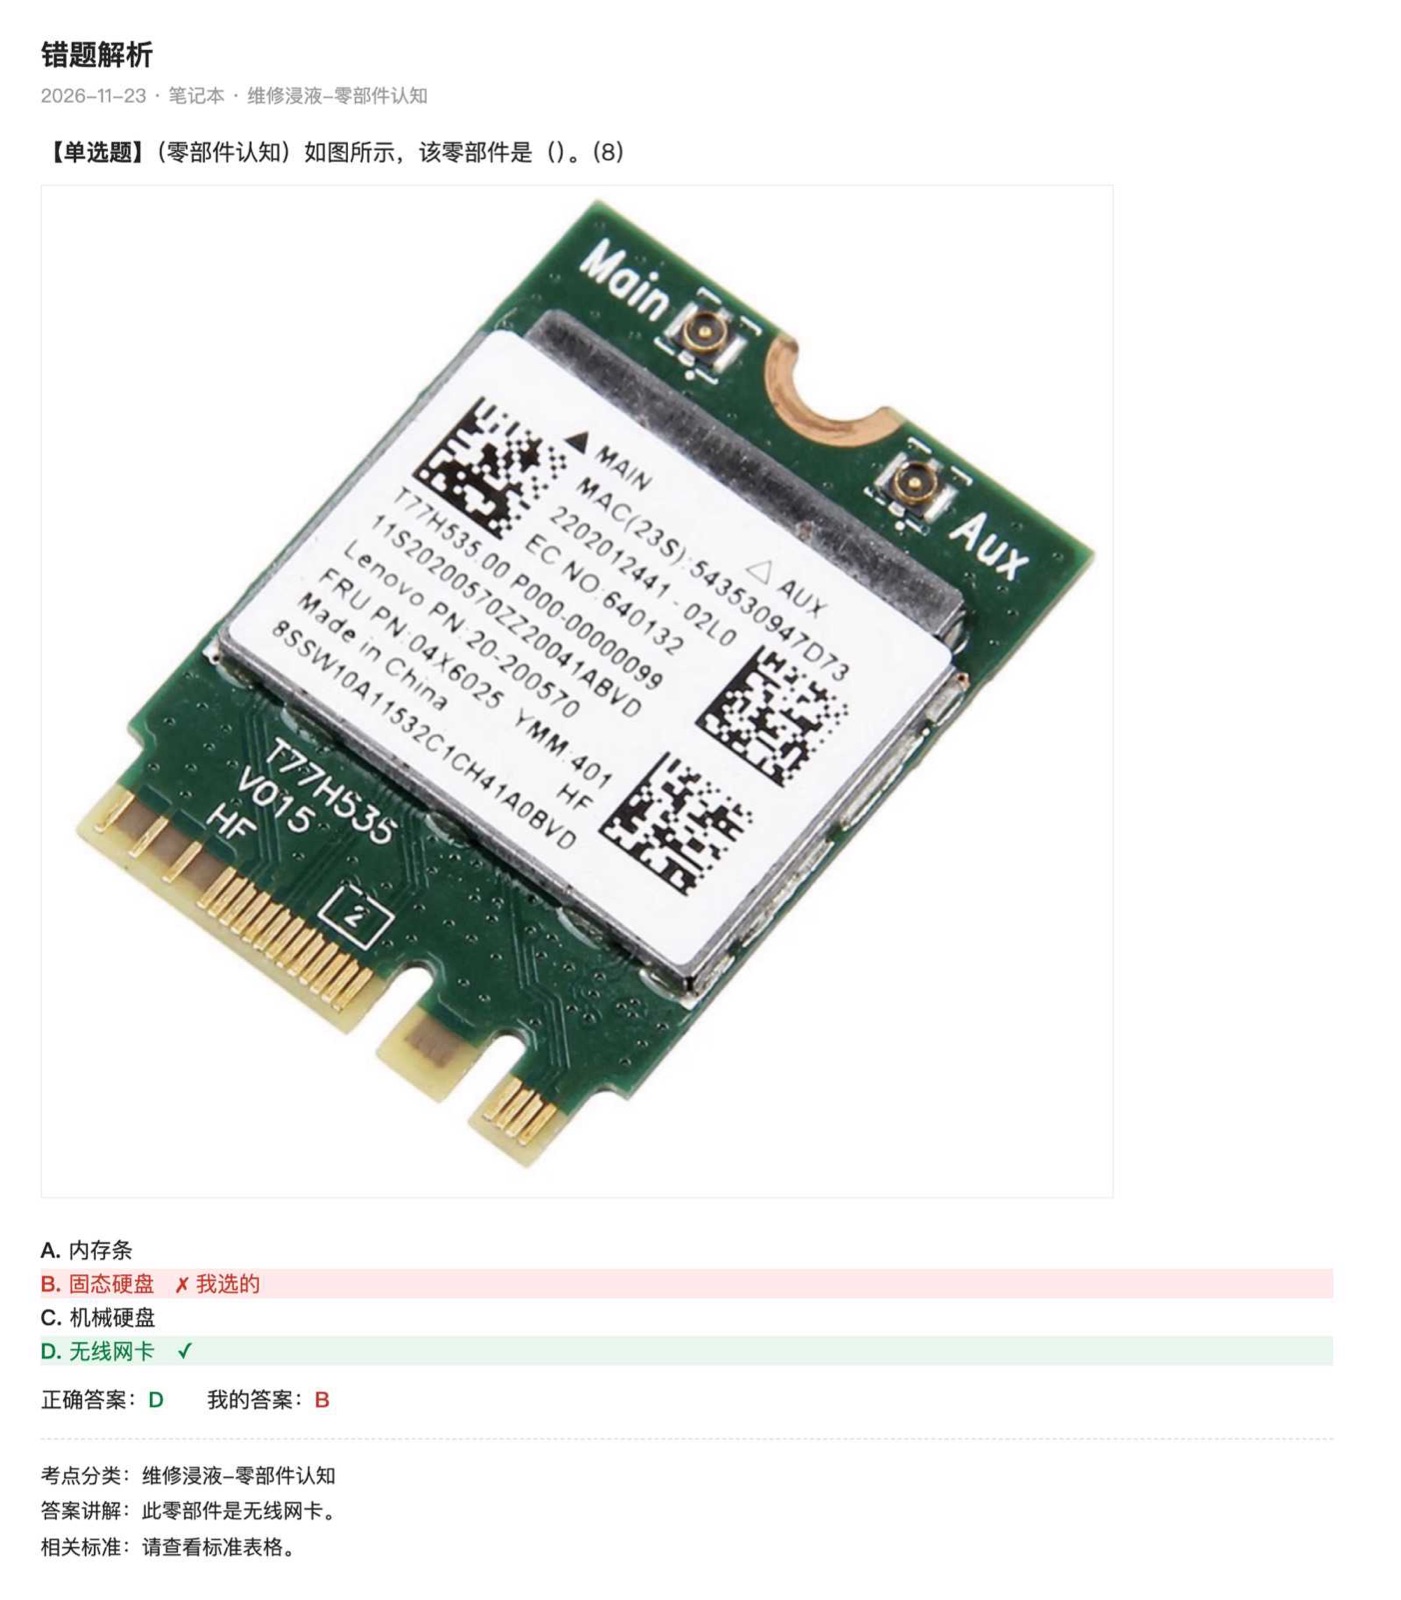 错题解析
2026-11-23 · 笔记本 · 维修浸液-零部件认知
【单选题】（零部件认知）如图所示，该零部件是（）。(8)
Main
Aux
▲ MAIN
△ AUX
MAC(23S):543530947D73
2202012441-02L0
EC NO:640132
T77H535.00 P000-00000099
11S20200570ZZ20041ABVD
Lenovo PN:20-200570
FRU PN:04X6025 YMM:401
Made in China
HF
8SSW10A11532C1CH41A0BVD
T77H535
V015
HF
2
A. 内存条
B. 固态硬盘 ✗ 我选的
C. 机械硬盘
D. 无线网卡 ✓
正确答案：D 我的答案：B
考点分类：维修浸液-零部件认知
答案讲解：此零部件是无线网卡。
相关标准：请查看标准表格。